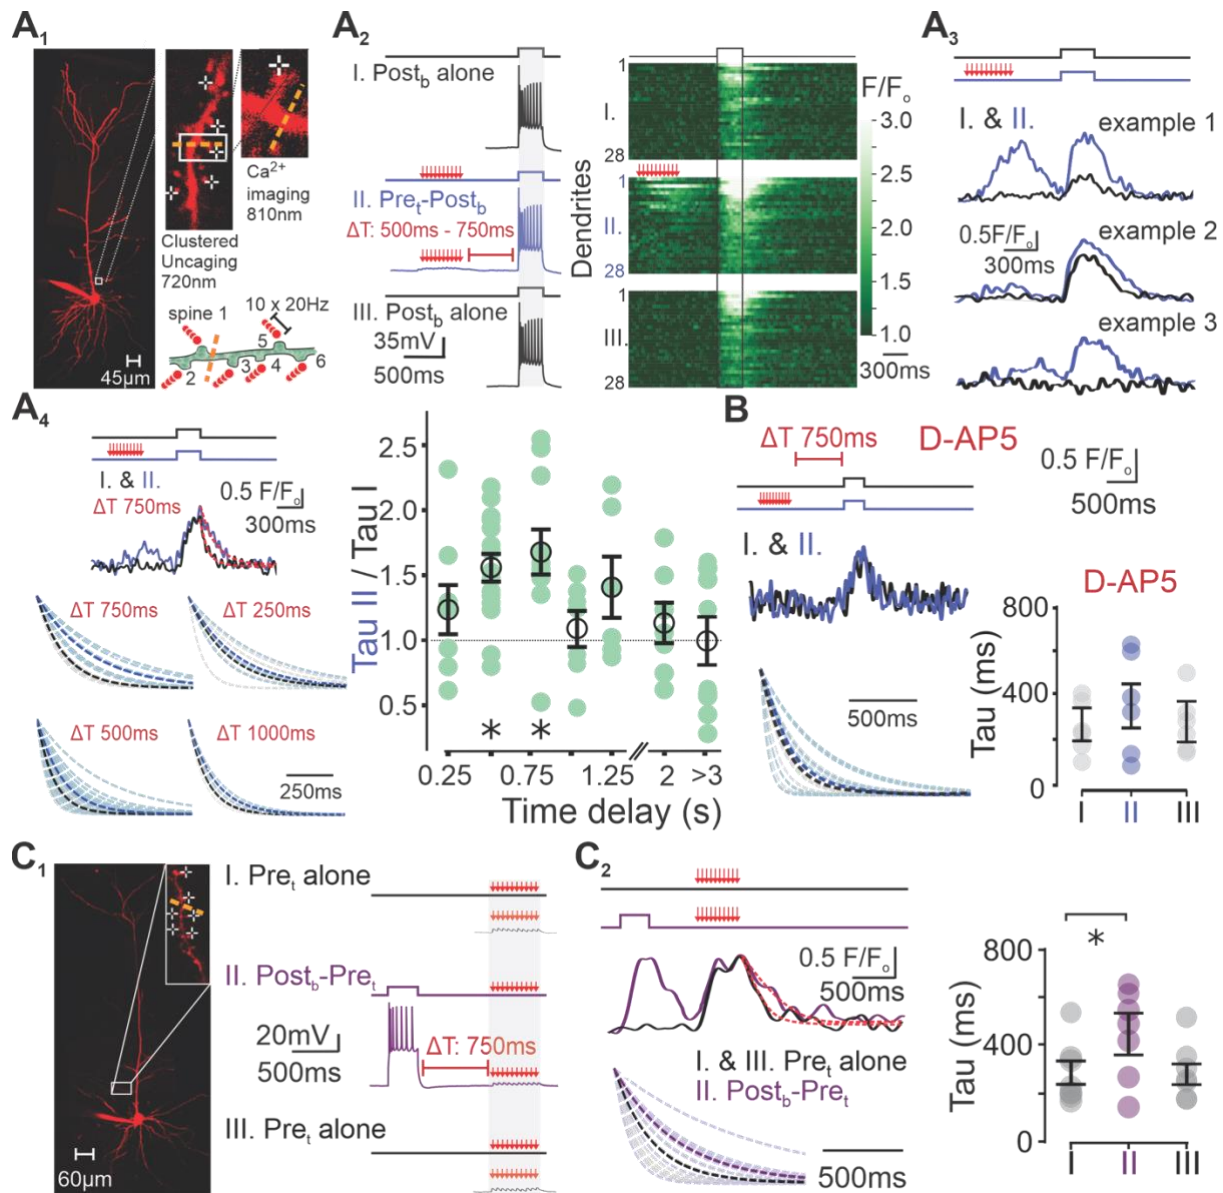 A1
45μm
Ca2+
imaging
810nm
Clustered
Uncaging
720nm
spine 1
10 x 20Hz
2
3
4
5
6
A2
I. Postb alone
II. Pret-Postb
ΔT: 500ms - 750ms
III. Postb alone
35mV
500ms
Dendrites
1
I.
28
1
II.
28
1
III.
28
F/Fo
3.0
2.5
2.0
1.5
1.0
300ms
A3
I. & II.
example 1
example 2
0.5F/Fo
300ms
example 3
A4
I. & II.
ΔT 750ms
0.5 F/Fo
300ms
ΔT 750ms
ΔT 250ms
ΔT 500ms
ΔT 1000ms
250ms
Tau II / Tau I
2.5
2.0
1.5
1.0
0.5
* *
0.25 0.75 1.25 // 2 >3
Time delay (s)
B
ΔT 750ms
D-AP5
0.5 F/Fo
500ms
I. & II.
500ms
D-AP5
Tau (ms)
800
400
0
I II III
C1
60μm
I. Pret alone
II. Postb-Pret
20mV
500ms
ΔT: 750ms
III. Pret alone
C2
0.5 F/Fo
500ms
I. & III. Pret alone
II. Postb-Pret
500ms
Tau (ms)
800
400
0
*
I II III